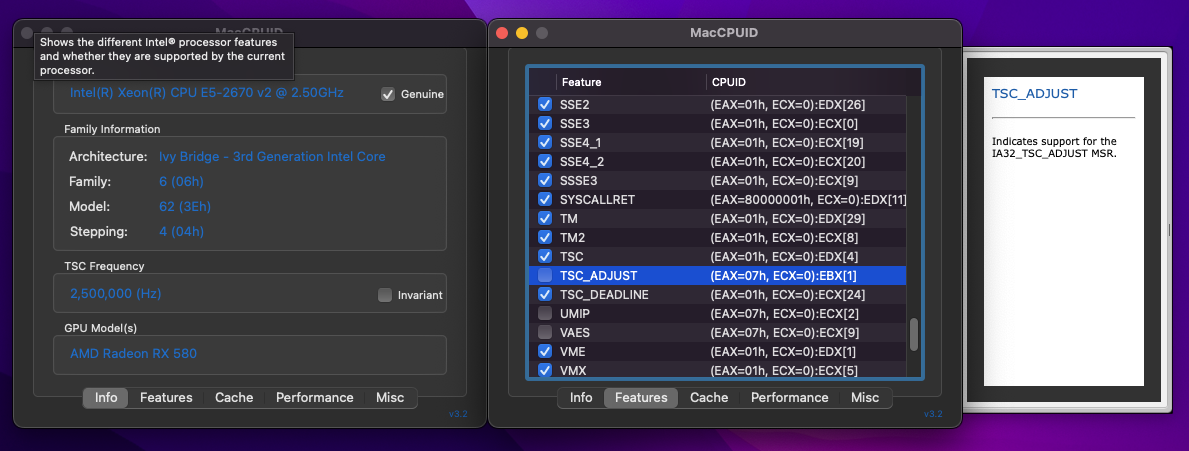 MacCPUID
Shows the different Intel® processor features
and whether they are supported by the current
processor.
Intel(R) Xeon(R) CPU E5-2670 v2 @ 2.50GHz
Genuine
Family Information
Architecture: Ivy Bridge - 3rd Generation Intel Core
Family: 6 (06h)
Model: 62 (3Eh)
Stepping: 4 (04h)
TSC Frequency
2,500,000 (Hz)
Invariant
GPU Model(s)
AMD Radeon RX 580
Info Features Cache Performance Misc
v3.2
MacCPUID
Feature CPUID
SSE2 (EAX=01h, ECX=0):EDX[26]
SSE3 (EAX=01h, ECX=0):ECX[0]
SSE4_1 (EAX=01h, ECX=0):ECX[19]
SSE4_2 (EAX=01h, ECX=0):ECX[20]
SSSE3 (EAX=01h, ECX=0):ECX[9]
SYSCALLRET (EAX=80000001h, ECX=0):EDX[11]
TM (EAX=01h, ECX=0):EDX[29]
TM2 (EAX=01h, ECX=0):ECX[8]
TSC (EAX=01h, ECX=0):EDX[4]
TSC_ADJUST (EAX=07h, ECX=0):EBX[1]
TSC_DEADLINE (EAX=01h, ECX=0):ECX[24]
UMIP (EAX=07h, ECX=0):ECX[2]
VAES (EAX=07h, ECX=0):ECX[9]
VME (EAX=01h, ECX=0):EDX[1]
VMX (EAX=01h, ECX=0):ECX[5]
Info Features Cache Performance Misc
v3.2
TSC_ADJUST
Indicates support for the
IA32_TSC_ADJUST MSR.